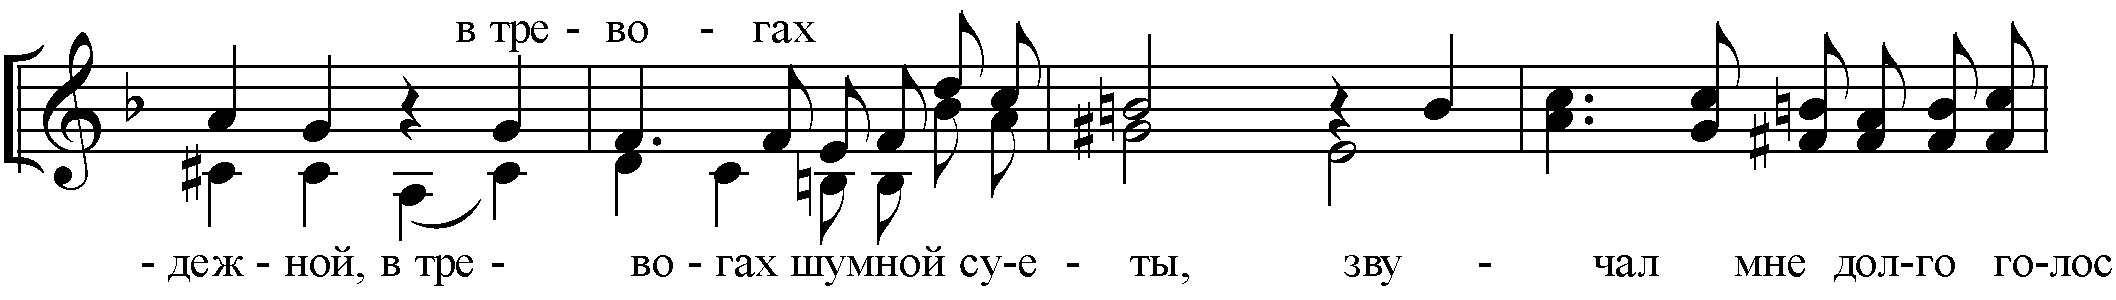 в тре - во - гах
- деж - ной, в тре - во - гах шумной су-е - ты, зву - чал мне дол-го го-лос